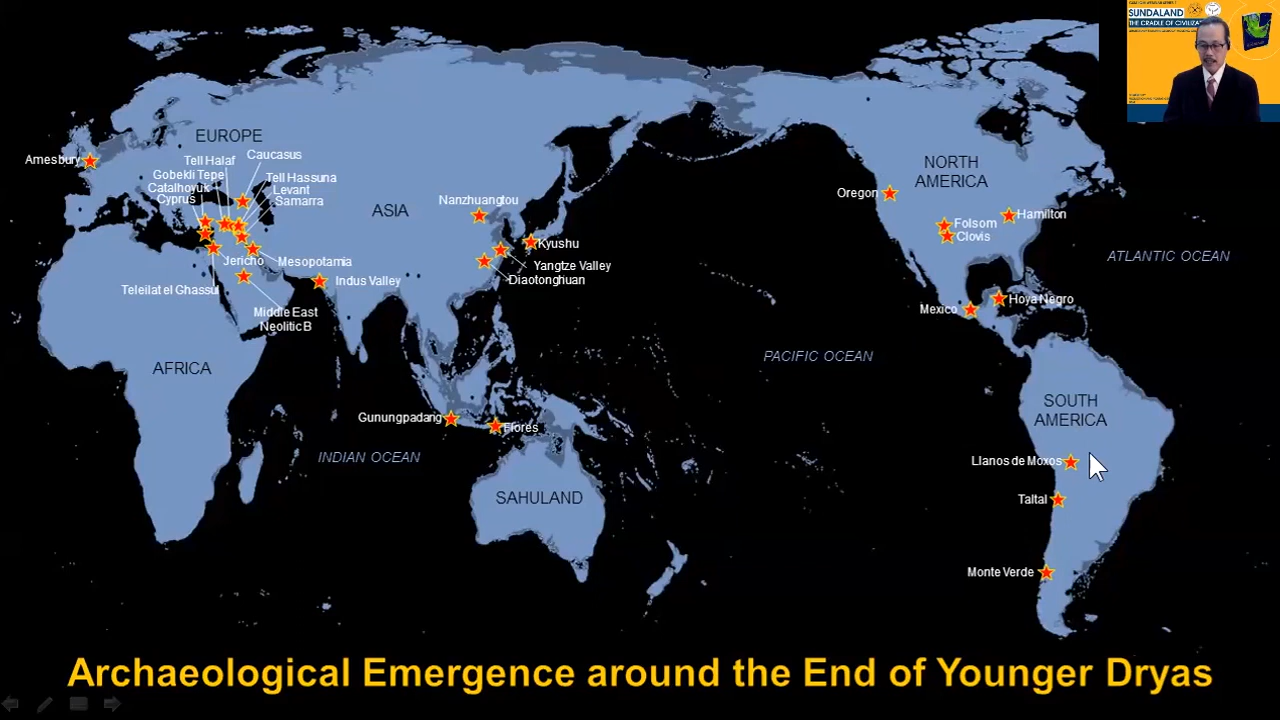 SUNDALAND
THE CRADLE OF CIVILIZAT
EUROPE
Amesbury
Tell Halaf
Caucasus
Gobekli Tepe
Tell Hassuna
Catalhoyuk
Levant
Cyprus
Samarra
ASIA
Nanzhuangtou
Kyushu
Yangtze Valley
Diaotonghuan
Jericho
Mesopotamia
Indus Valley
Teleilat el Ghassul
Middle East
Neolitic B
AFRICA
Gunungpadang
Flores
INDIAN OCEAN
SAHULAND
PACIFIC OCEAN
NORTH
AMERICA
Oregon
Hamilton
Folsom
Clovis
ATLANTIC OCEAN
Mexico
Hoya Negro
SOUTH
AMERICA
Llanos de Moxos
Taltal
Monte Verde
Archaeological Emergence around the End of Younger Dryas